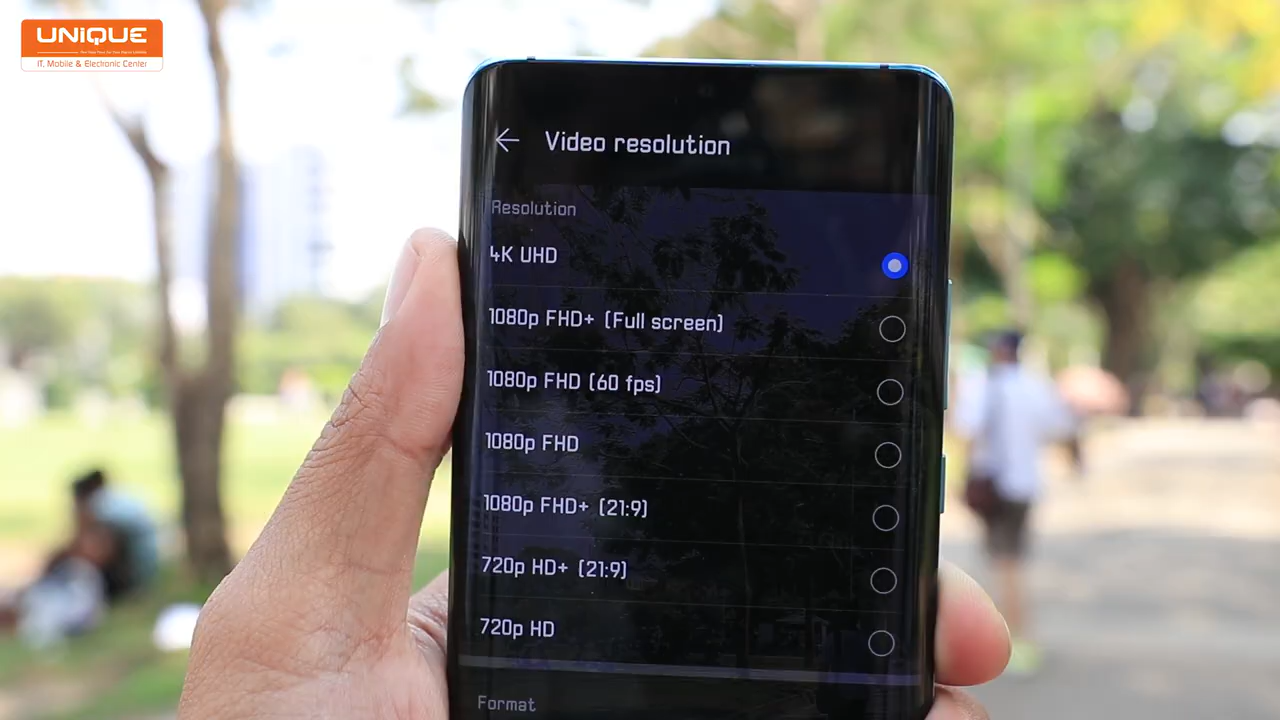 UNIQUE
IT, Mobile & Electronic Center
Video resolution
Resolution
4K UHD
1080p FHD+ (Full screen)
1080p FHD (60 fps)
1080p FHD
1080p FHD+ (21:9)
720p HD+ (21:9)
720p HD
Format